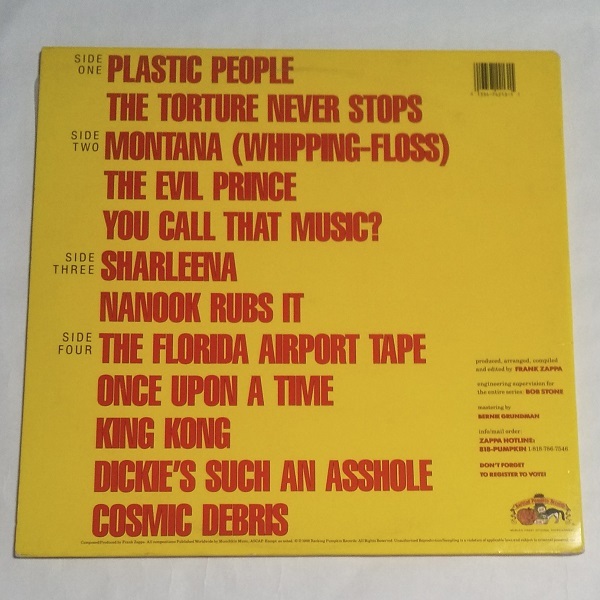 SIDE ONE PLASTIC PEOPLE
THE TORTURE NEVER STOPS
SIDE TWO MONTANA (WHIPPING-FLOSS)
THE EVIL PRINCE
YOU CALL THAT MUSIC?
SIDE THREE SHARLEENA
NANOOK RUBS IT
SIDE FOUR THE FLORIDA AIRPORT TAPE
ONCE UPON A TIME
KING KONG
DICKIE'S SUCH AN ASSHOLE
COSMIC DEBRIS
produced, arranged, compiled
and edited by FRANK ZAPPA
engineering supervision for
the entire series: BOB STONE
mastering by
BERNIE GRUNDMAN
info/mail order:
ZAPPA HOTLINE:
818-PUMPKIN 1-818-786-7546
DON'T FORGET
TO REGISTER TO VOTE!